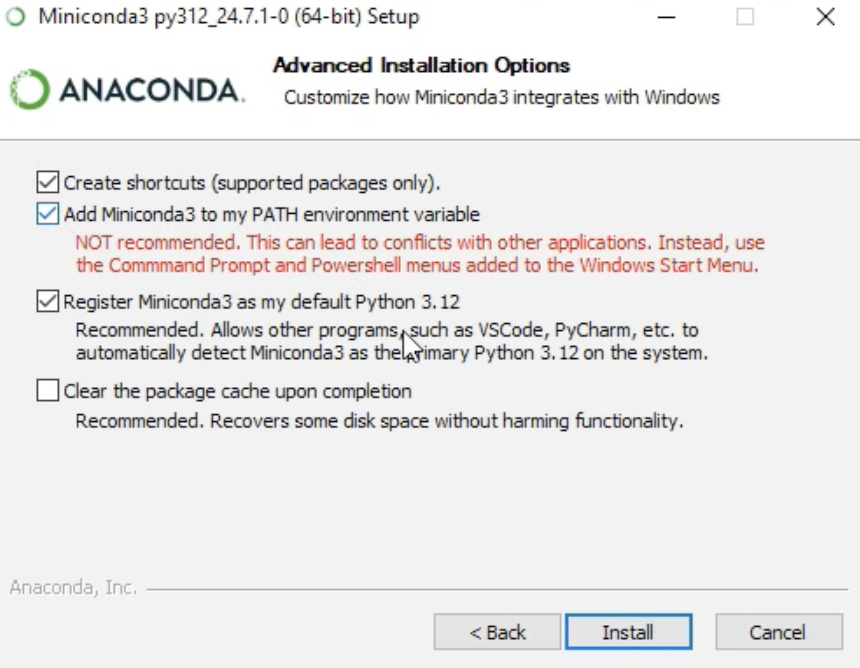 Miniconda3 py312_24.7.1-0 (64-bit) Setup
ANACONDA.
Advanced Installation Options
Customize how Miniconda3 integrates with Windows
Create shortcuts (supported packages only).
Add Miniconda3 to my PATH environment variable
NOT recommended. This can lead to conflicts with other applications. Instead, use
the Commmand Prompt and Powershell menus added to the Windows Start Menu.
Register Miniconda3 as my default Python 3.12
Recommended. Allows other programs, such as VSCode, PyCharm, etc. to
automatically detect Miniconda3 as the primary Python 3.12 on the system.
Clear the package cache upon completion
Recommended. Recovers some disk space without harming functionality.
Anaconda, Inc.
< Back
Install
Cancel